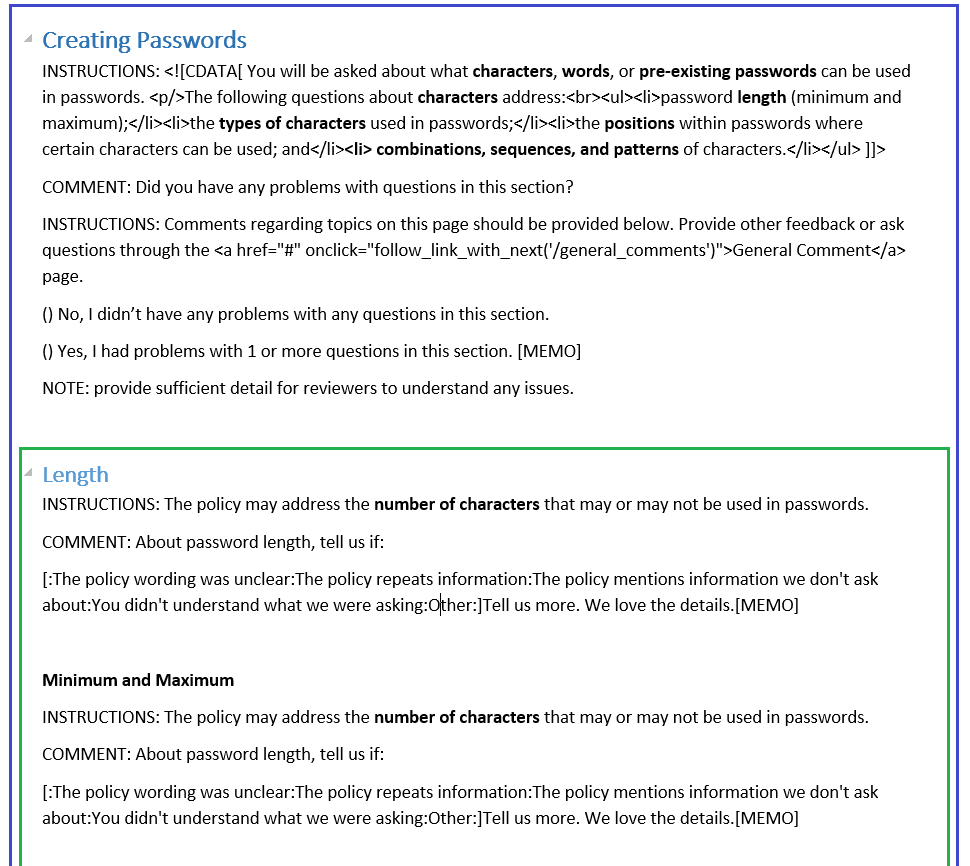 Creating Passwords
INSTRUCTIONS: <![CDATA[ You will be asked about what characters, words, or pre-existing passwords can be used
in passwords. <p/>The following questions about characters address:<br><ul><li>password length (minimum and
maximum);</li><li>the types of characters used in passwords;</li><li>the positions within passwords where
certain characters can be used; and</li><li> combinations, sequences, and patterns of characters.</li></ul> ]]>
COMMENT: Did you have any problems with questions in this section?
INSTRUCTIONS: Comments regarding topics on this page should be provided below. Provide other feedback or ask
questions through the <a href="#" onclick="follow_link_with_next('/general_comments')">General Comment</a>
page.
() No, I didn’t have any problems with any questions in this section.
() Yes, I had problems with 1 or more questions in this section. [MEMO]
NOTE: provide sufficient detail for reviewers to understand any issues.
Length
INSTRUCTIONS: The policy may address the number of characters that may or may not be used in passwords.
COMMENT: About password length, tell us if:
[:The policy wording was unclear:The policy repeats information:The policy mentions information we don't ask
about:You didn't understand what we were asking:Other:]Tell us more. We love the details.[MEMO]
Minimum and Maximum
INSTRUCTIONS: The policy may address the number of characters that may or may not be used in passwords.
COMMENT: About password length, tell us if:
[:The policy wording was unclear:The policy repeats information:The policy mentions information we don't ask
about:You didn't understand what we were asking:Other:]Tell us more. We love the details.[MEMO]